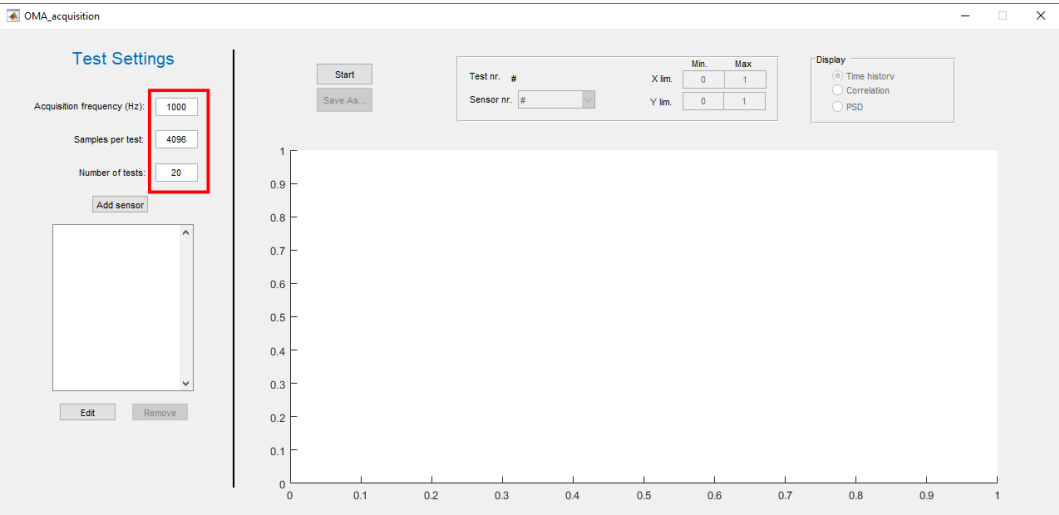 OMA_acquisition
Test Settings
Acquisition frequency (Hz): 1000
Samples per test: 4096
Number of tests: 20
Add sensor
Edit Remove
Start
Save As...
Test nr. #
Sensor nr. #
Min. Max
X lim. 0 1
Y lim. 0 1
Display
Time history
Correlation
PSD
1
0.9
0.8
0.7
0.6
0.5
0.4
0.3
0.2
0.1
0
0 0.1 0.2 0.3 0.4 0.5 0.6 0.7 0.8 0.9 1